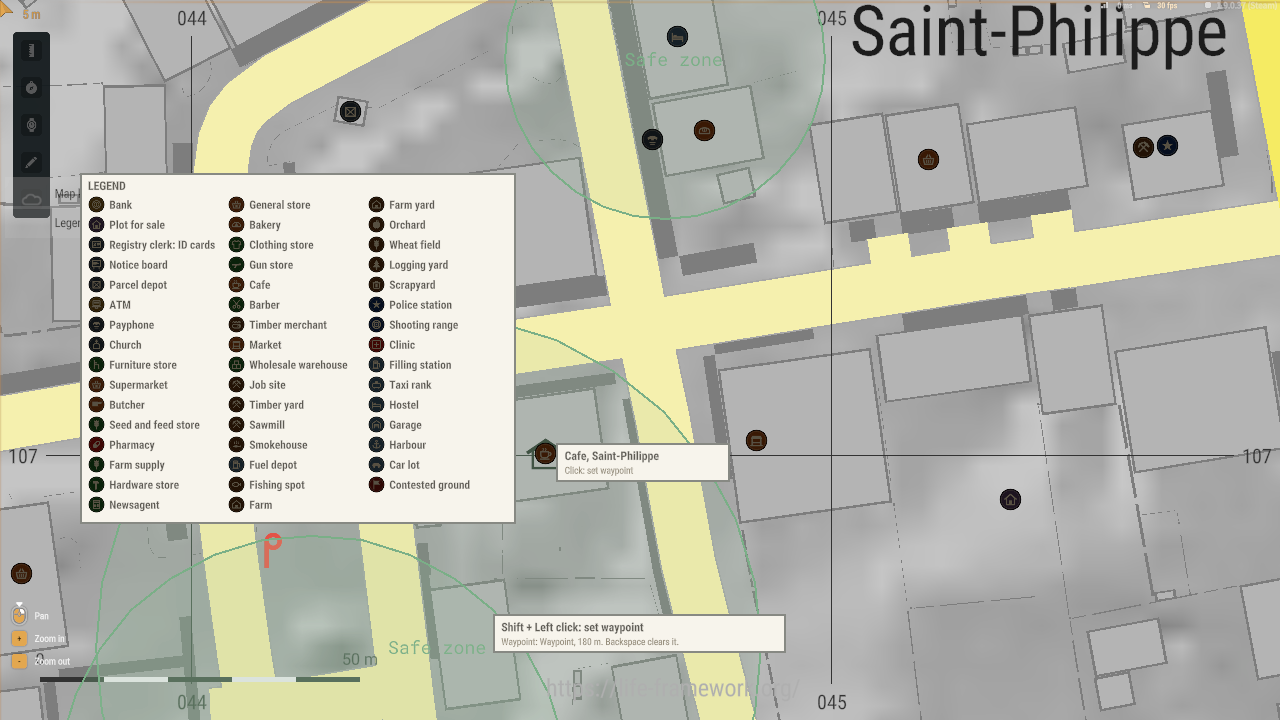 5 m
044
045
0 ms
30 fps
Saint-Philippe
Safe zone
Map l
Legen
LEGEND
Bank
Plot for sale
Registry clerk: ID cards
Notice board
Parcel depot
ATM
Payphone
Church
Furniture store
Supermarket
Butcher
Seed and feed store
Pharmacy
Farm supply
Hardware store
Newsagent
General store
Bakery
Clothing store
Gun store
Cafe
Barber
Timber merchant
Market
Wholesale warehouse
Job site
Timber yard
Sawmill
Smokehouse
Fuel depot
Fishing spot
Farm
Farm yard
Orchard
Wheat field
Logging yard
Scrapyard
Police station
Shooting range
Clinic
Filling station
Taxi rank
Hostel
Garage
Harbour
Car lot
Contested ground
107
107
Cafe, Saint-Philippe
Click: set waypoint
Pen
Zoom in
Zoom out
Shift + Left click: set waypoint
Waypoint: Waypoint, 180 m. Backspace clears it.
Safe zone
0
50 m
044
045